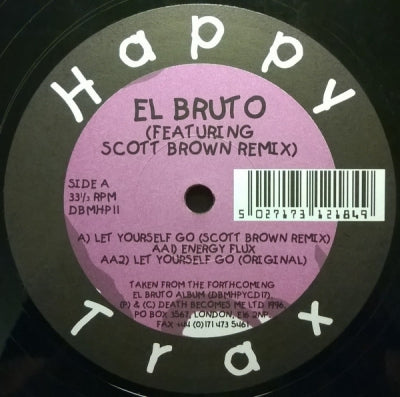 Happy
EL BRUTO
(FEATURING
SCOTT BROWN REMIX)
SIDE A
33⅓ RPM
DBMHP11
5 027673 121849
A) LET YOURSELF GO (SCOTT BROWN REMIX)
AA1) ENERGY FLUX
AA2) LET YOURSELF GO (ORIGINAL)
TAKEN FROM THE FORTHCOMING
EL BRUTO ALBUM (DBMHPYCD17).
(P) & (C) DEATH BECOMES ME LTD. 1996.
PO BOX 3567, LONDON, E16 2NP.
FAX +44 (0)171 473 5461.
Trax